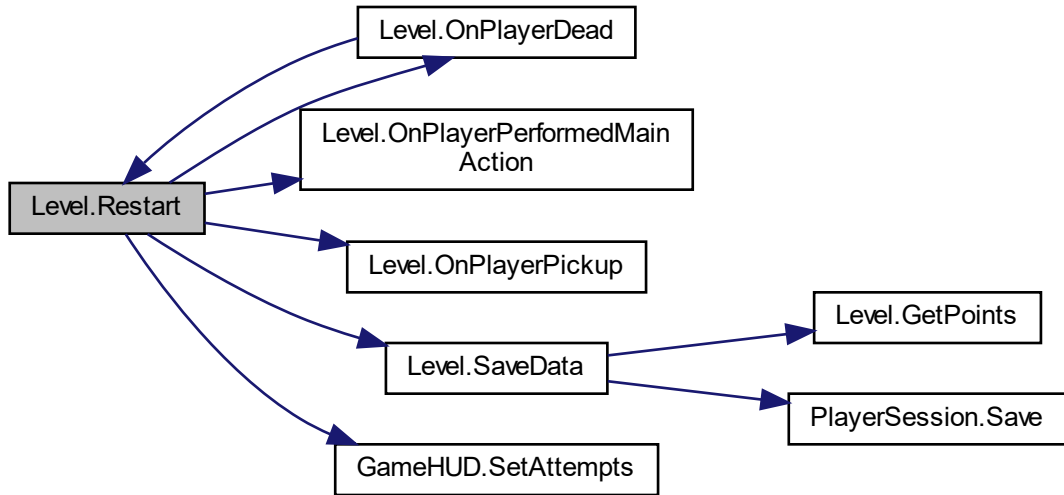 Level.OnPlayerDead
Level.OnPlayerPerformedMain
Action
Level.Restart
Level.OnPlayerPickup
Level.GetPoints
Level.SaveData
PlayerSession.Save
GameHUD.SetAttempts